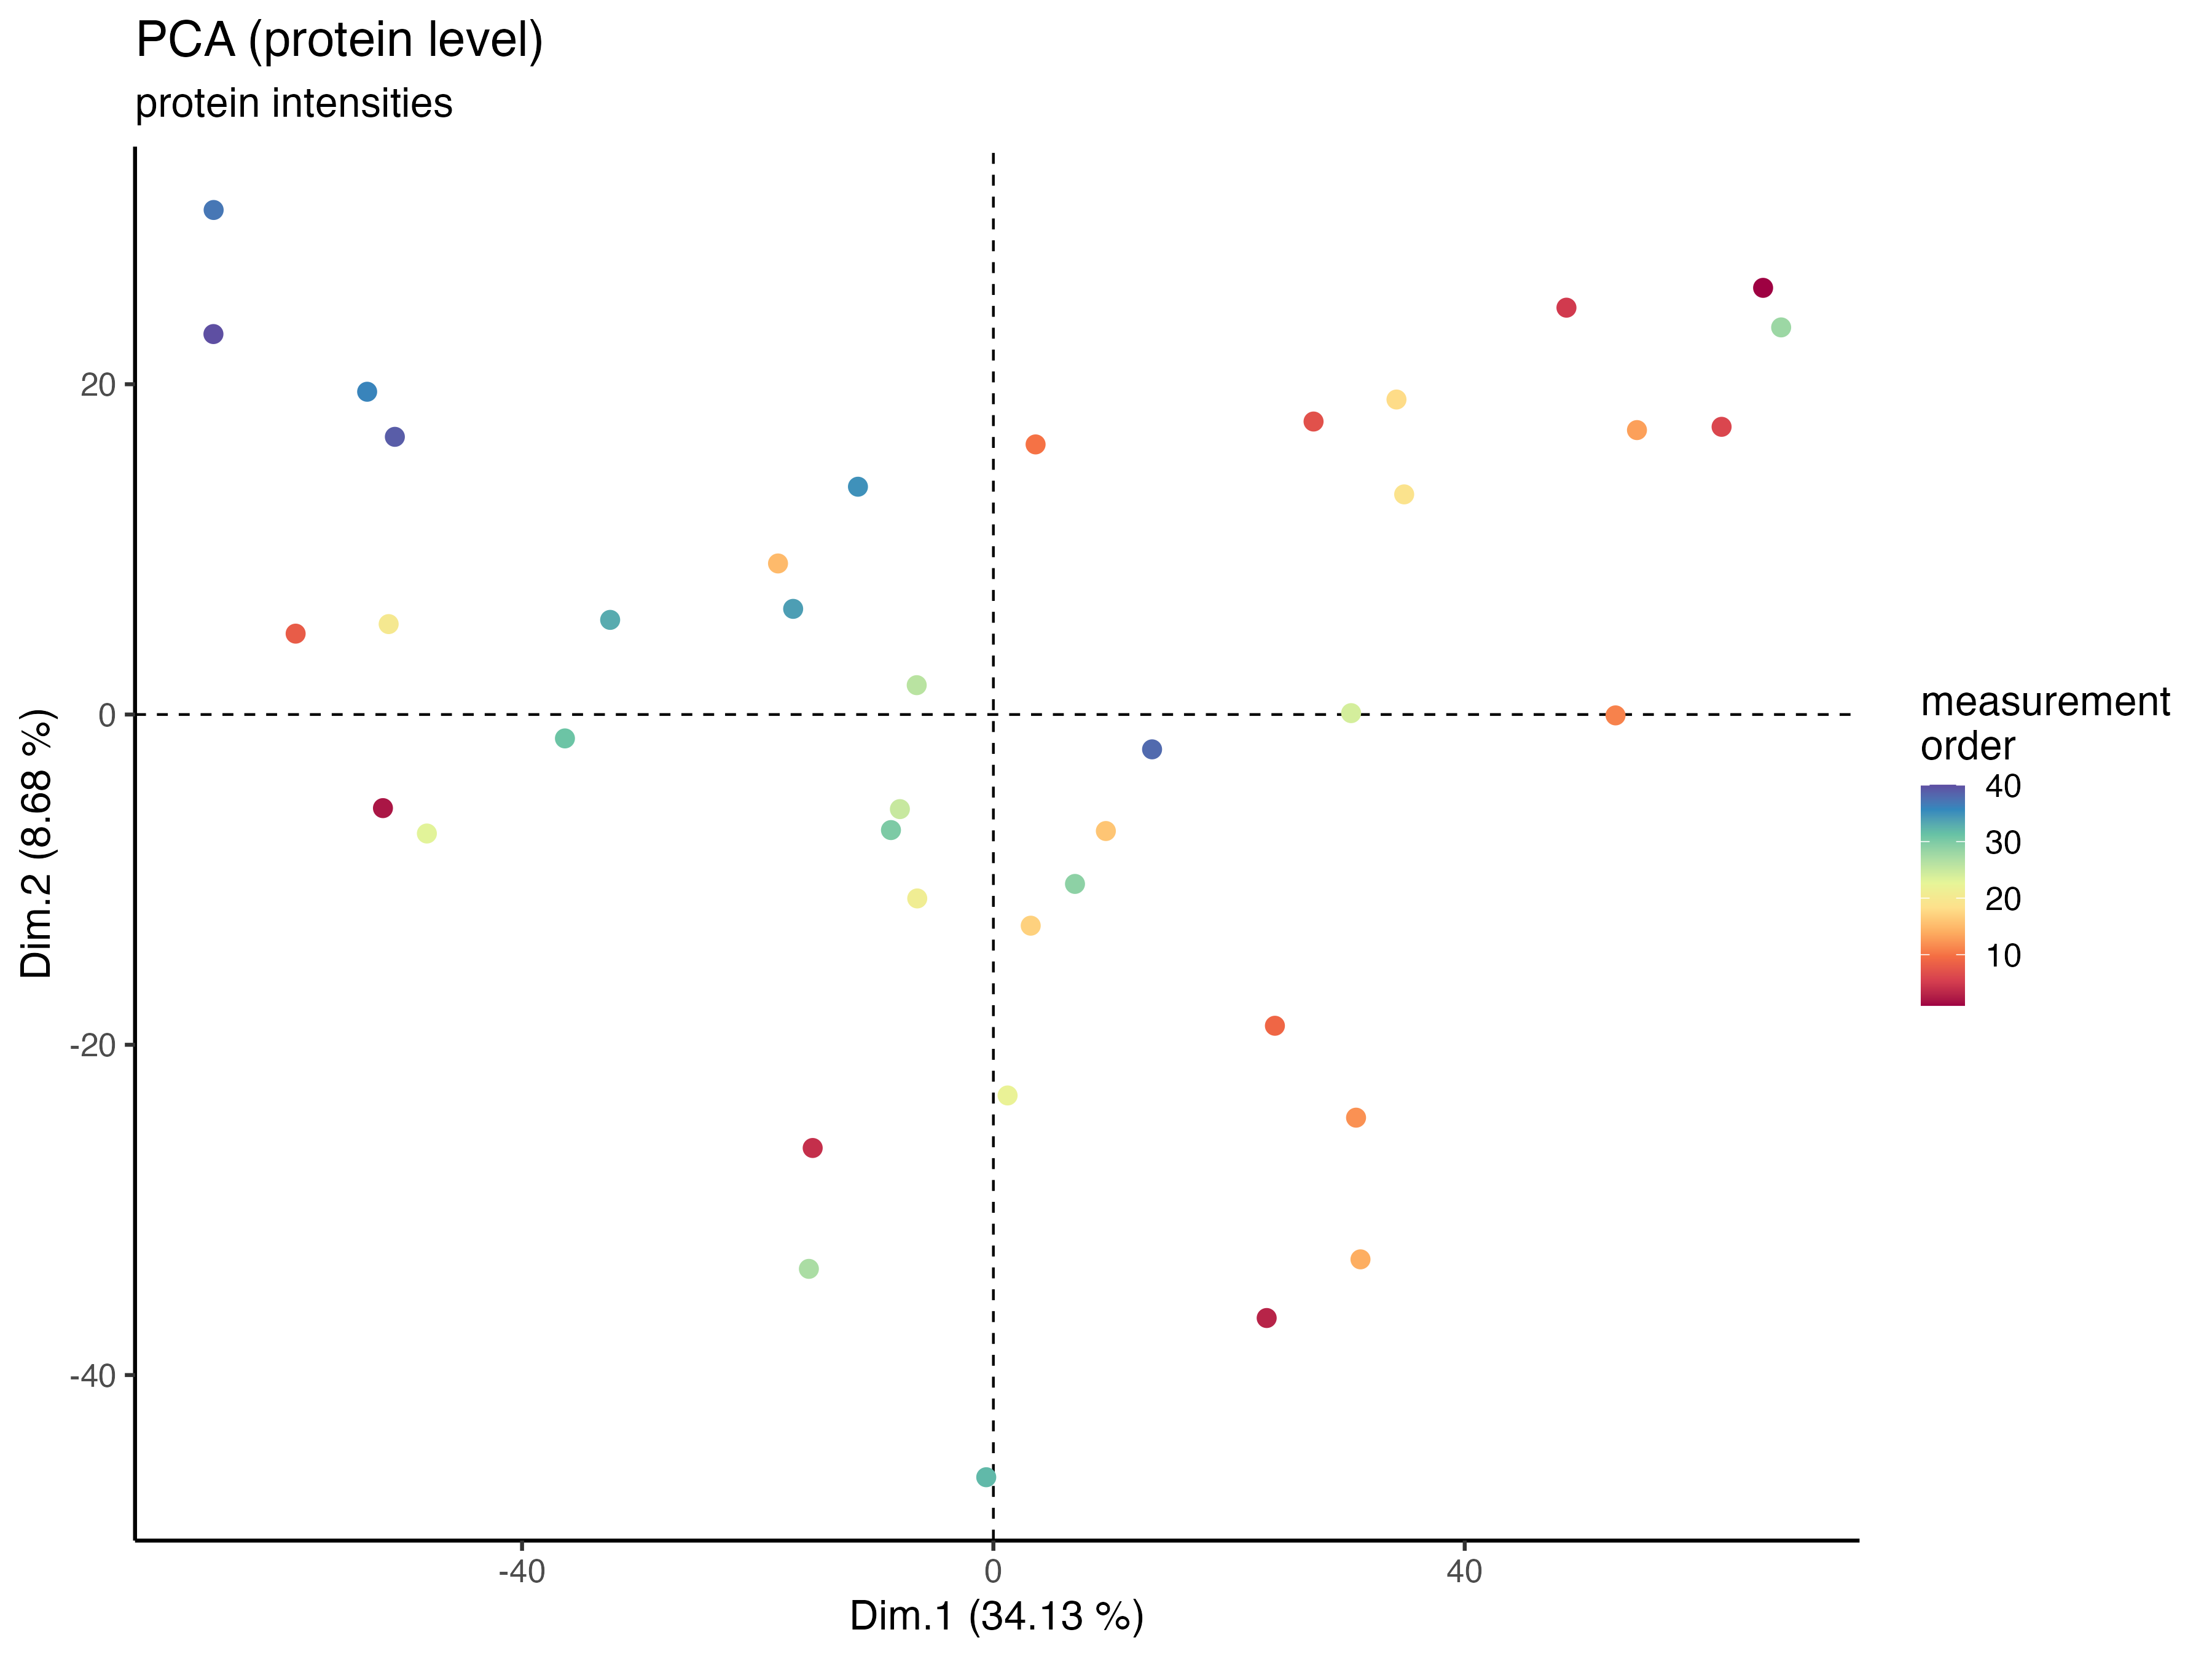 PCA (protein level)
protein intensities
20
0
-20
-40
Dim.2 (8.68 %)
-40
0
40
Dim.1 (34.13 %)
measurement
order
40
30
20
10